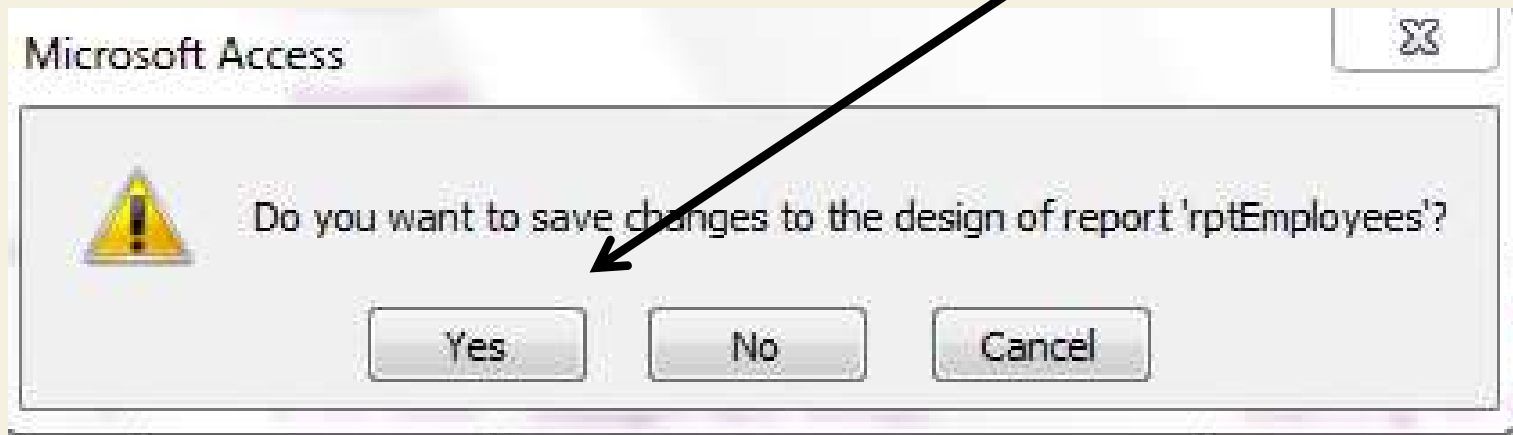 Microsoft Access
Do you want to save changes to the design of report 'rptEmployees'?
Yes No Cancel